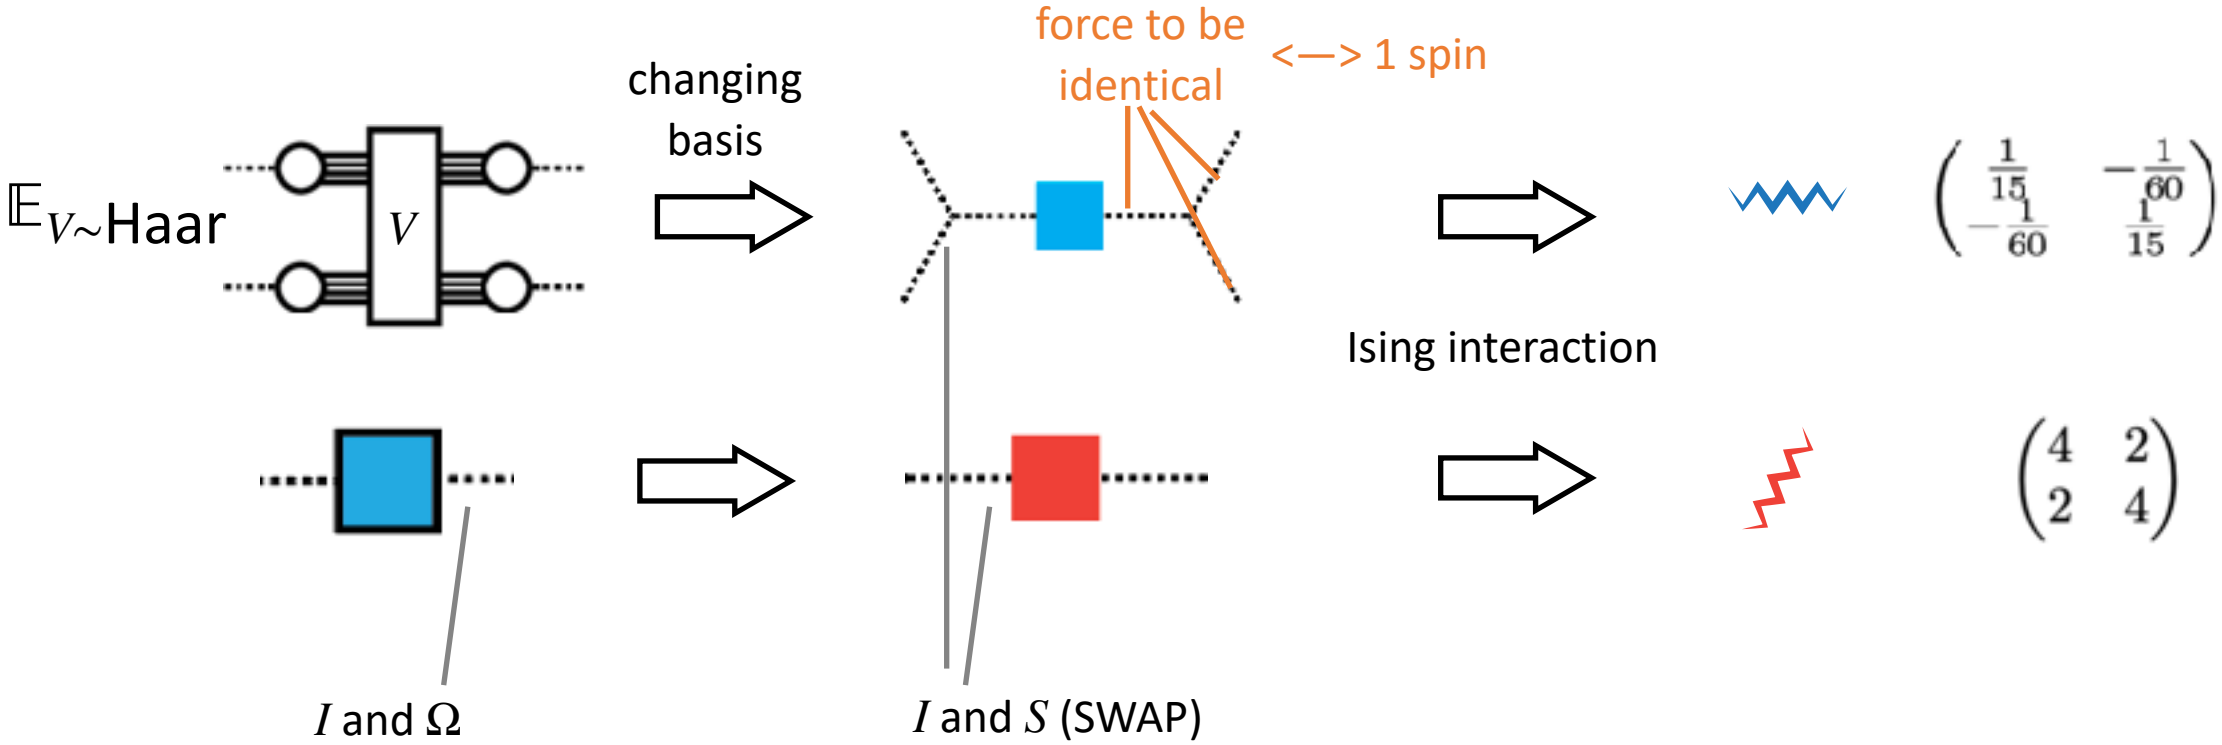 force to be
identical
<—> 1 spin
changing
basis
𝔼_{V~Haar}
V
1/15 -1/60
-1/60 1/15
Ising interaction
4 2
2 4
I and Ω
I and S (SWAP)